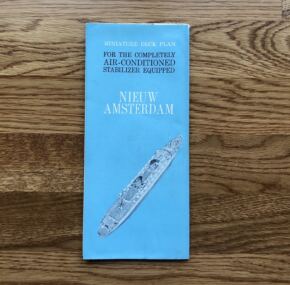 MINIATURE DECK PLAN
FOR THE COMPLETELY
AIR-CONDITIONED
STABILIZER EQUIPPED
NIEUW
AMSTERDAM